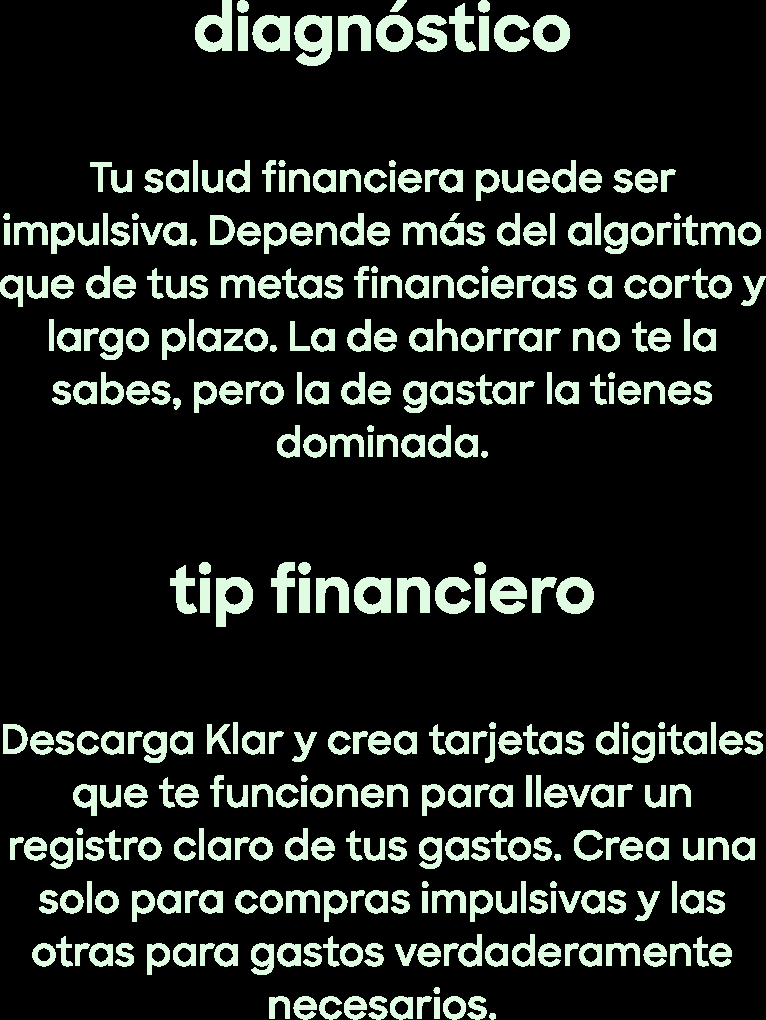 diagnóstico
Tu salud financiera puede ser
impulsiva. Depende más del algoritmo
que de tus metas financieras a corto y
largo plazo. La de ahorrar no te la
sabes, pero la de gastar la tienes
dominada.
tip financiero
Descarga Klar y crea tarjetas digitales
que te funcionen para llevar un
registro claro de tus gastos. Crea una
solo para compras impulsivas y las
otras para gastos verdaderamente
necesarios.